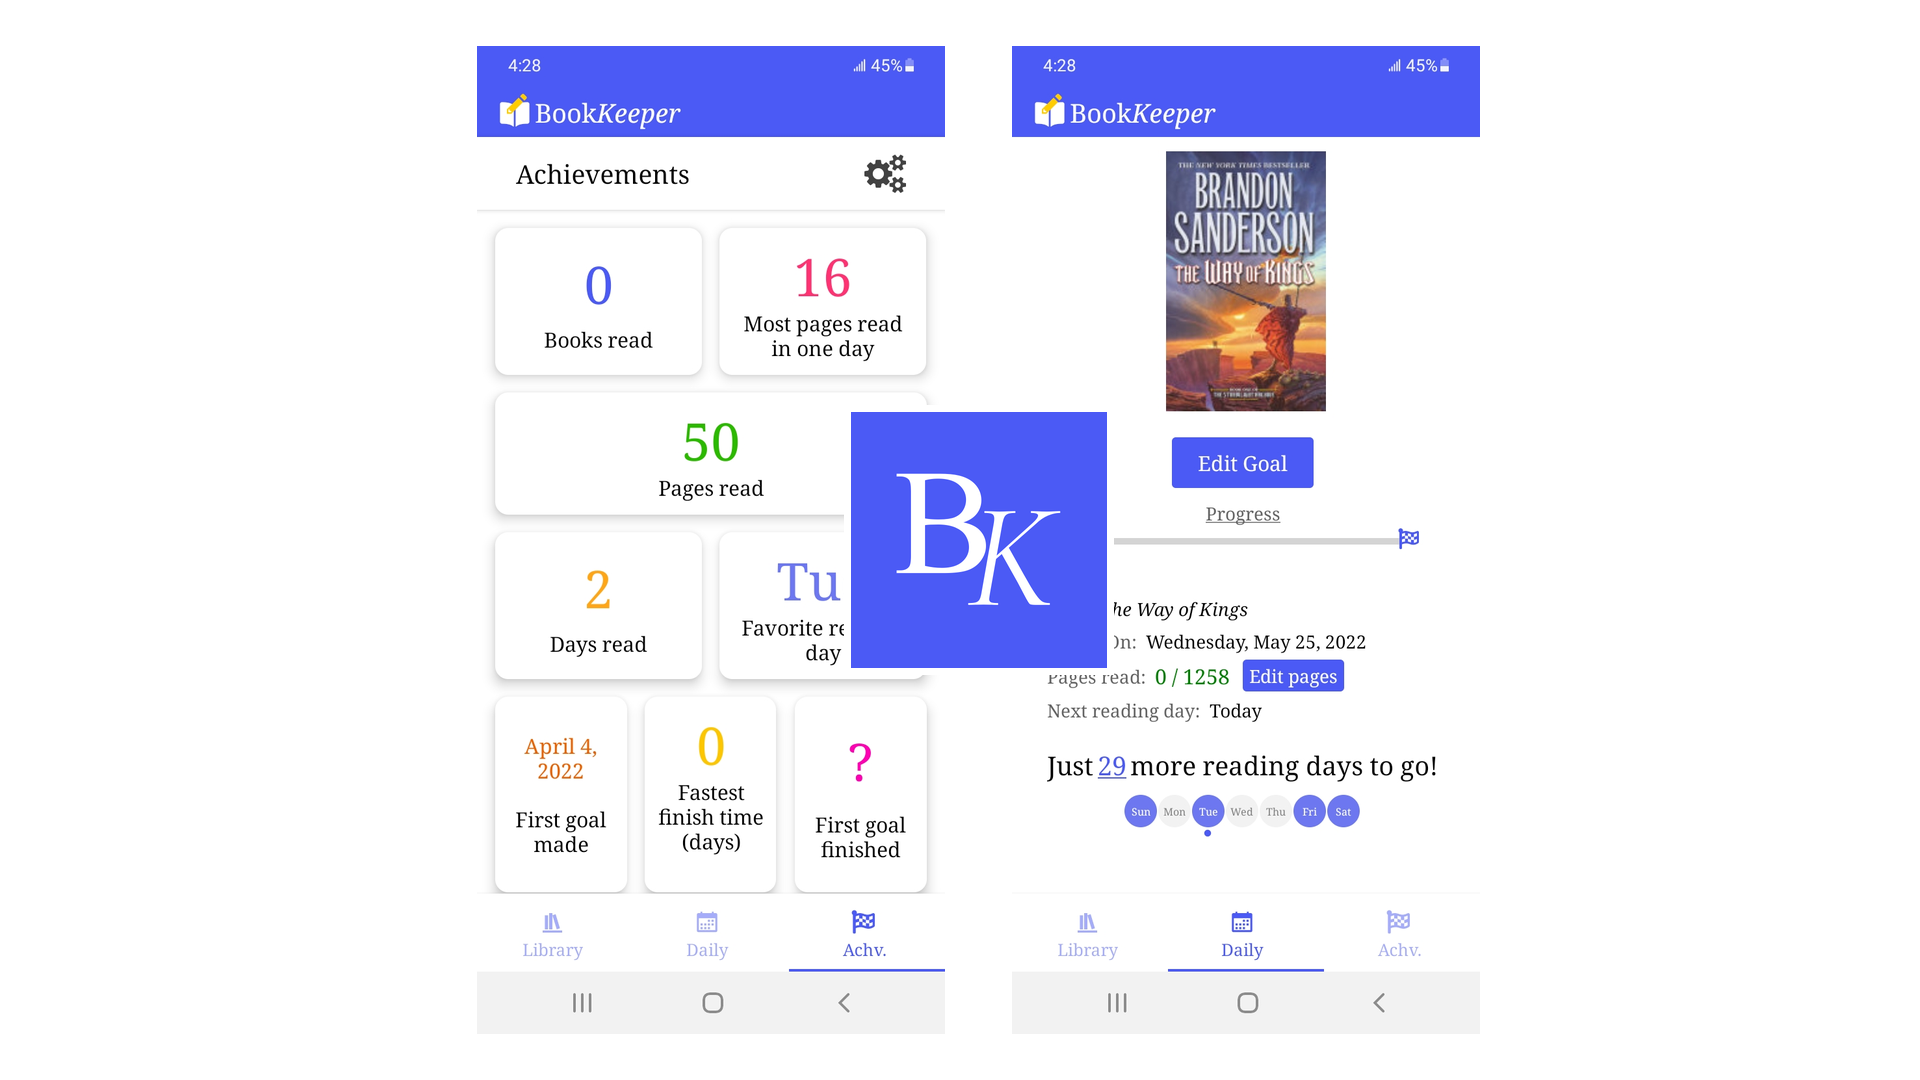 4:28
45%
BookKeeper
Achievements
0
Books read
16
Most pages read
in one day
50
Pages read
2
Days read
Tu
Favorite
day
April 4,
2022
First goal
made
0
Fastest
finish time
(days)
?
First goal
finished
Library
Daily
Achv.
BK
4:28
45%
BookKeeper
THE NEW YORK TIMES BESTSELLER
BRANDON
SANDERSON
THE WAY OF KINGS
Edit Goal
Progress
he Way of Kings
On: Wednesday, May 25, 2022
Pages read: 0 / 1258 Edit pages
Next reading day: Today
Just 29 more reading days to go!
Sun Mon Tue Wed Thu Fri Sat
Library
Daily
Achv.